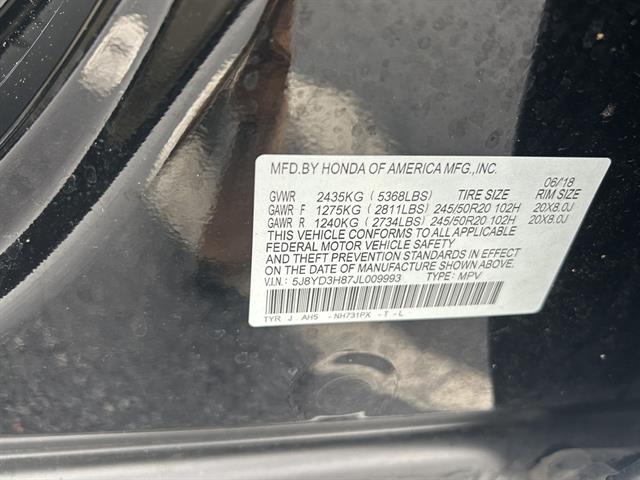 MFD.BY HONDA OF AMERICA MFG.,INC. 06/'18
GVWR 2435KG ( 5368LBS) TIRE SIZE RIM SIZE
GAWR F 1275KG ( 2811LBS) 245/50R20 102H 20X8.0J
GAWR R 1240KG ( 2734LBS) 245/50R20 102H 20X8.0J
THIS VEHICLE CONFORMS TO ALL APPLICABLE
FEDERAL MOTOR VEHICLE SAFETY
AND THEFT PREVENTION STANDARDS IN EFFECT
ON THE DATE OF MANUFACTURE SHOWN ABOVE.
V.I.N.: 5J8YD3H87JL009993 TYPE: MPV
TYR J AH5 - NH731PX - T - L